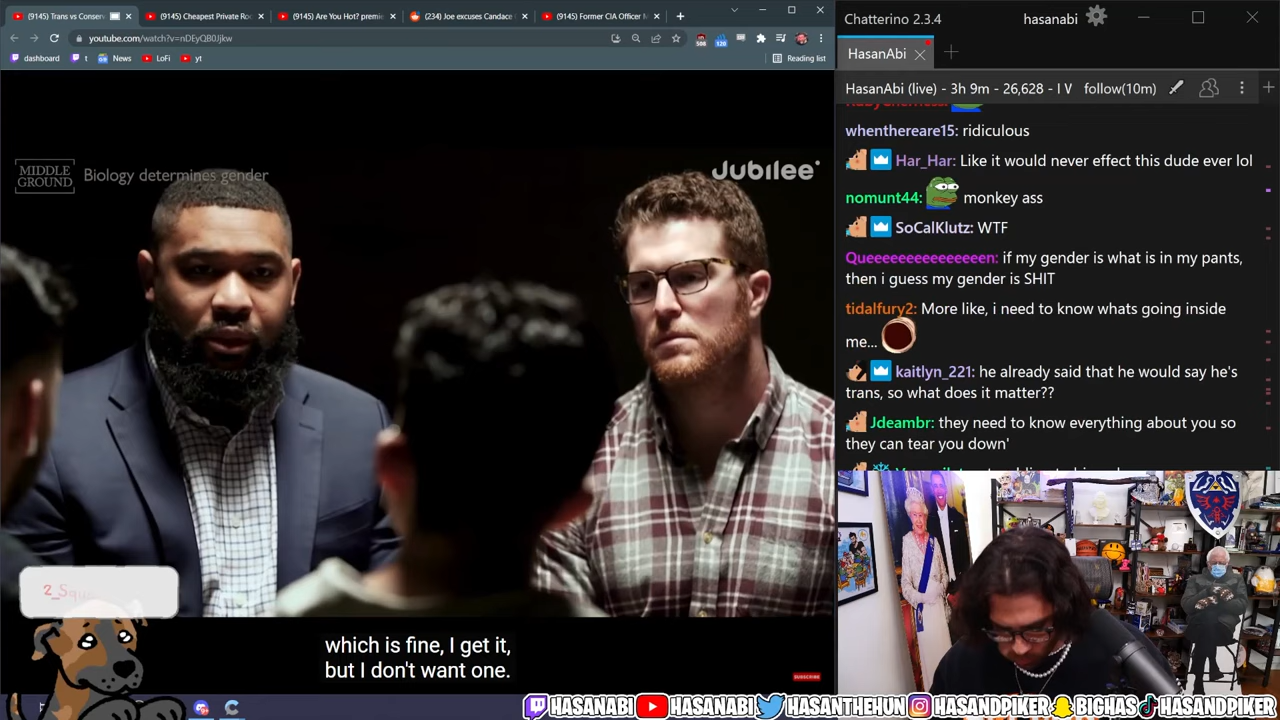 (9145) Trans vs Conser
(9145) Cheapest Private Ro
(9145) Are You Hot? premi
(234) Joe excuses Candace
(9145) Former CIA Officer
youtube.com/watch?v=nDEyQB0Jjkw
508
120
dashboard
t
News
LoFi
yt
Reading list
MIDDLE
GROUND
Biology determines gender
Jubilee
which is fine, I get it,
but I don't want one.
SUBSCRIBE
Chatterino 2.3.4
hasanabi
HasanAbi
HasanAbi (live) - 3h 9m - 26,628 - I V
follow(10m)
whenthereare15: ridiculous
Har_Har: Like it would never effect this dude ever lol
nomunt44: monkey ass
SoCalKlutz: WTF
Queeeeeeeeeeeeeen: if my gender is what is in my pants,
then i guess my gender is SHIT
tidalfury2: More like, i need to know whats going inside
me...
kaitlyn_221: he already said that he would say he's
trans, so what does it matter??
Jdeambr: they need to know everything about you so
they can tear you down'
HASANABI
HASANABI
HASANTHEHUN
HASANDPIKER
BIGHAS
HASANDPIKER